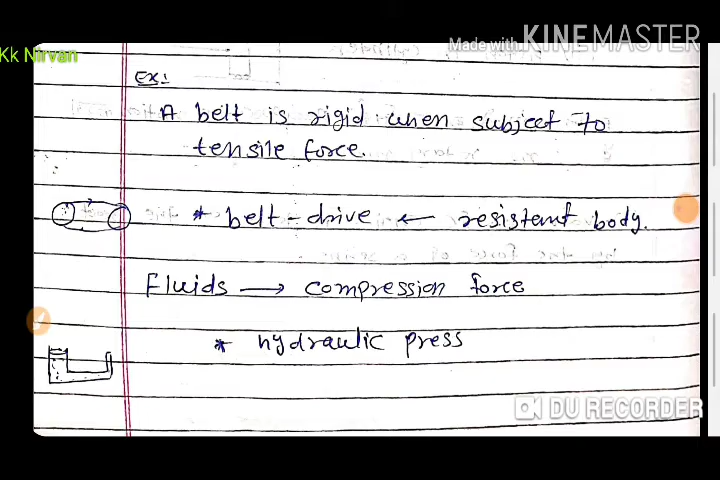 Made with KINEMASTER
Kk Nirvan
Ex:
A belt is rigid when subject to
tensile force.
* belt-drive ← resistant body.
Fluids → compression force
* hydraulic press
DU RECORDER